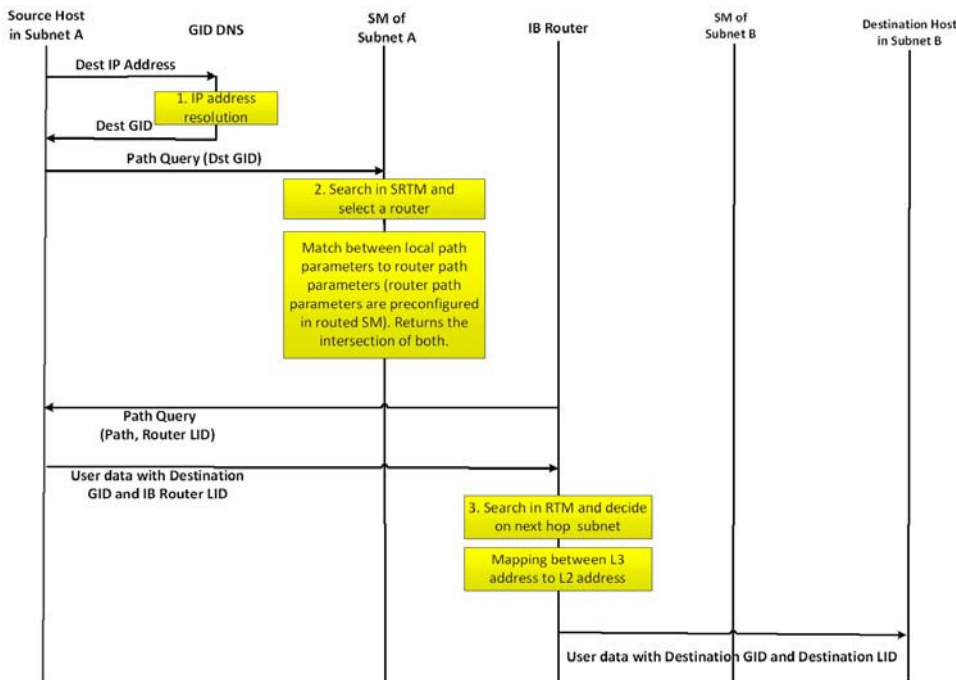 Source Host
in Subnet A
GID DNS
SM of
Subnet A
IB Router
SM of
Subnet B
Destination Host
in Subnet B
Dest IP Address
1. IP address
resolution
Dest GID
Path Query (Dst GID)
2. Search in SRTM and
select a router
Match between local path
parameters to router path
parameters (router path
parameters are preconfigured
in routed SM). Returns the
intersection of both.
Path Query
(Path, Router LID)
User data with Destination
GID and IB Router LID
3. Search in RTM and decide
on next hop subnet
Mapping between L3
address to L2 address
User data with Destination GID and Destination LID